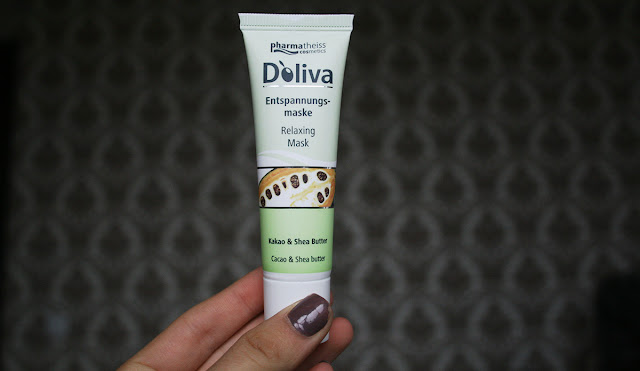 pharmatheiss
cosmetics
D'oliva
Entspannungs-
maske
Relaxing
Mask
Kakao & Shea Butter
Cacao & Shea butter